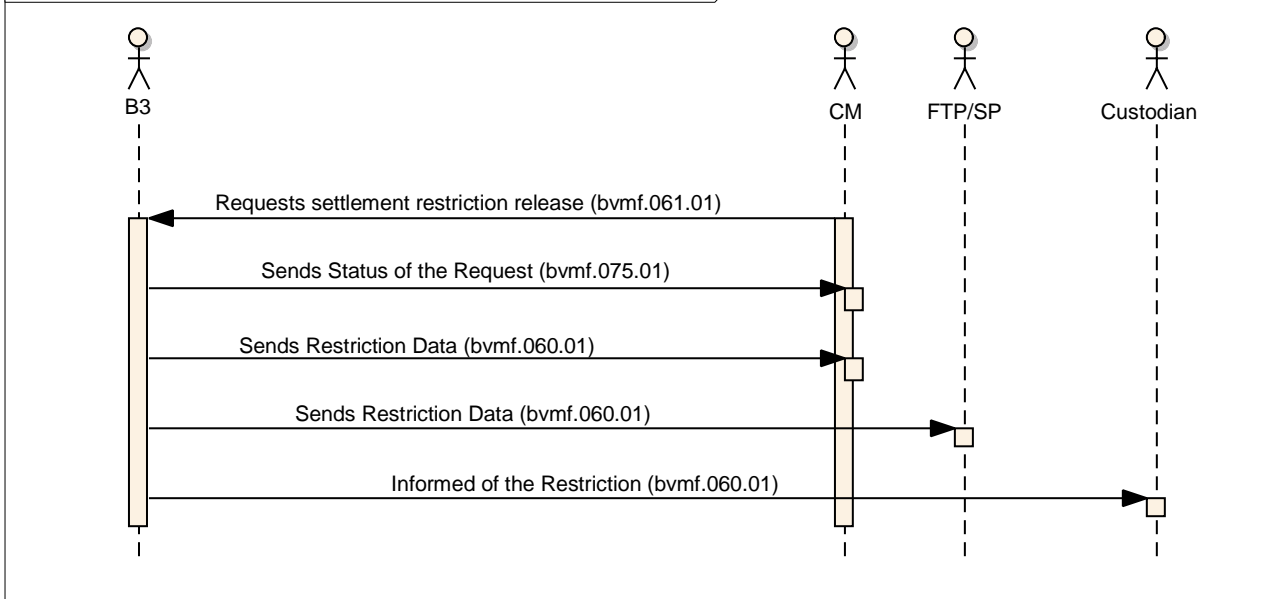 B3
CM
FTP/SP
Custodian
Requests settlement restriction release (bvmf.061.01)
Sends Status of the Request (bvmf.075.01)
Sends Restriction Data (bvmf.060.01)
Sends Restriction Data (bvmf.060.01)
Informed of the Restriction (bvmf.060.01)